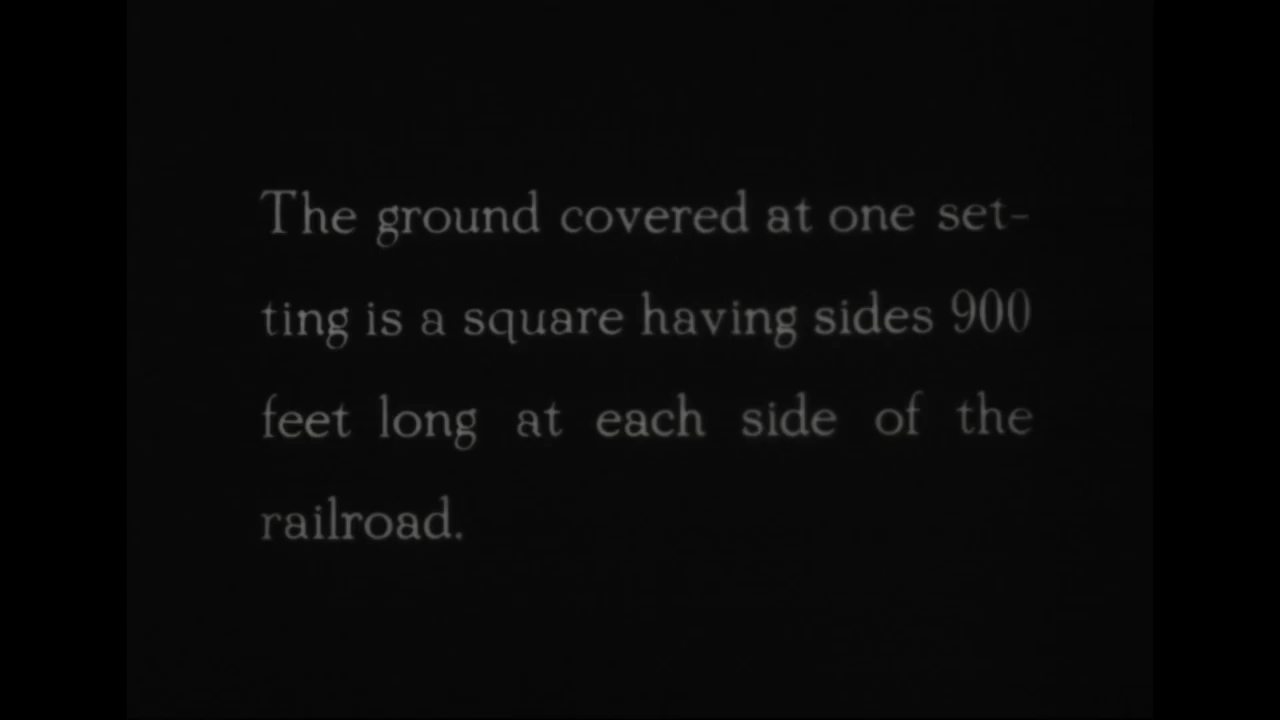 The ground covered at one set-
ting is a square having sides 900
feet long at each side of the
railroad.